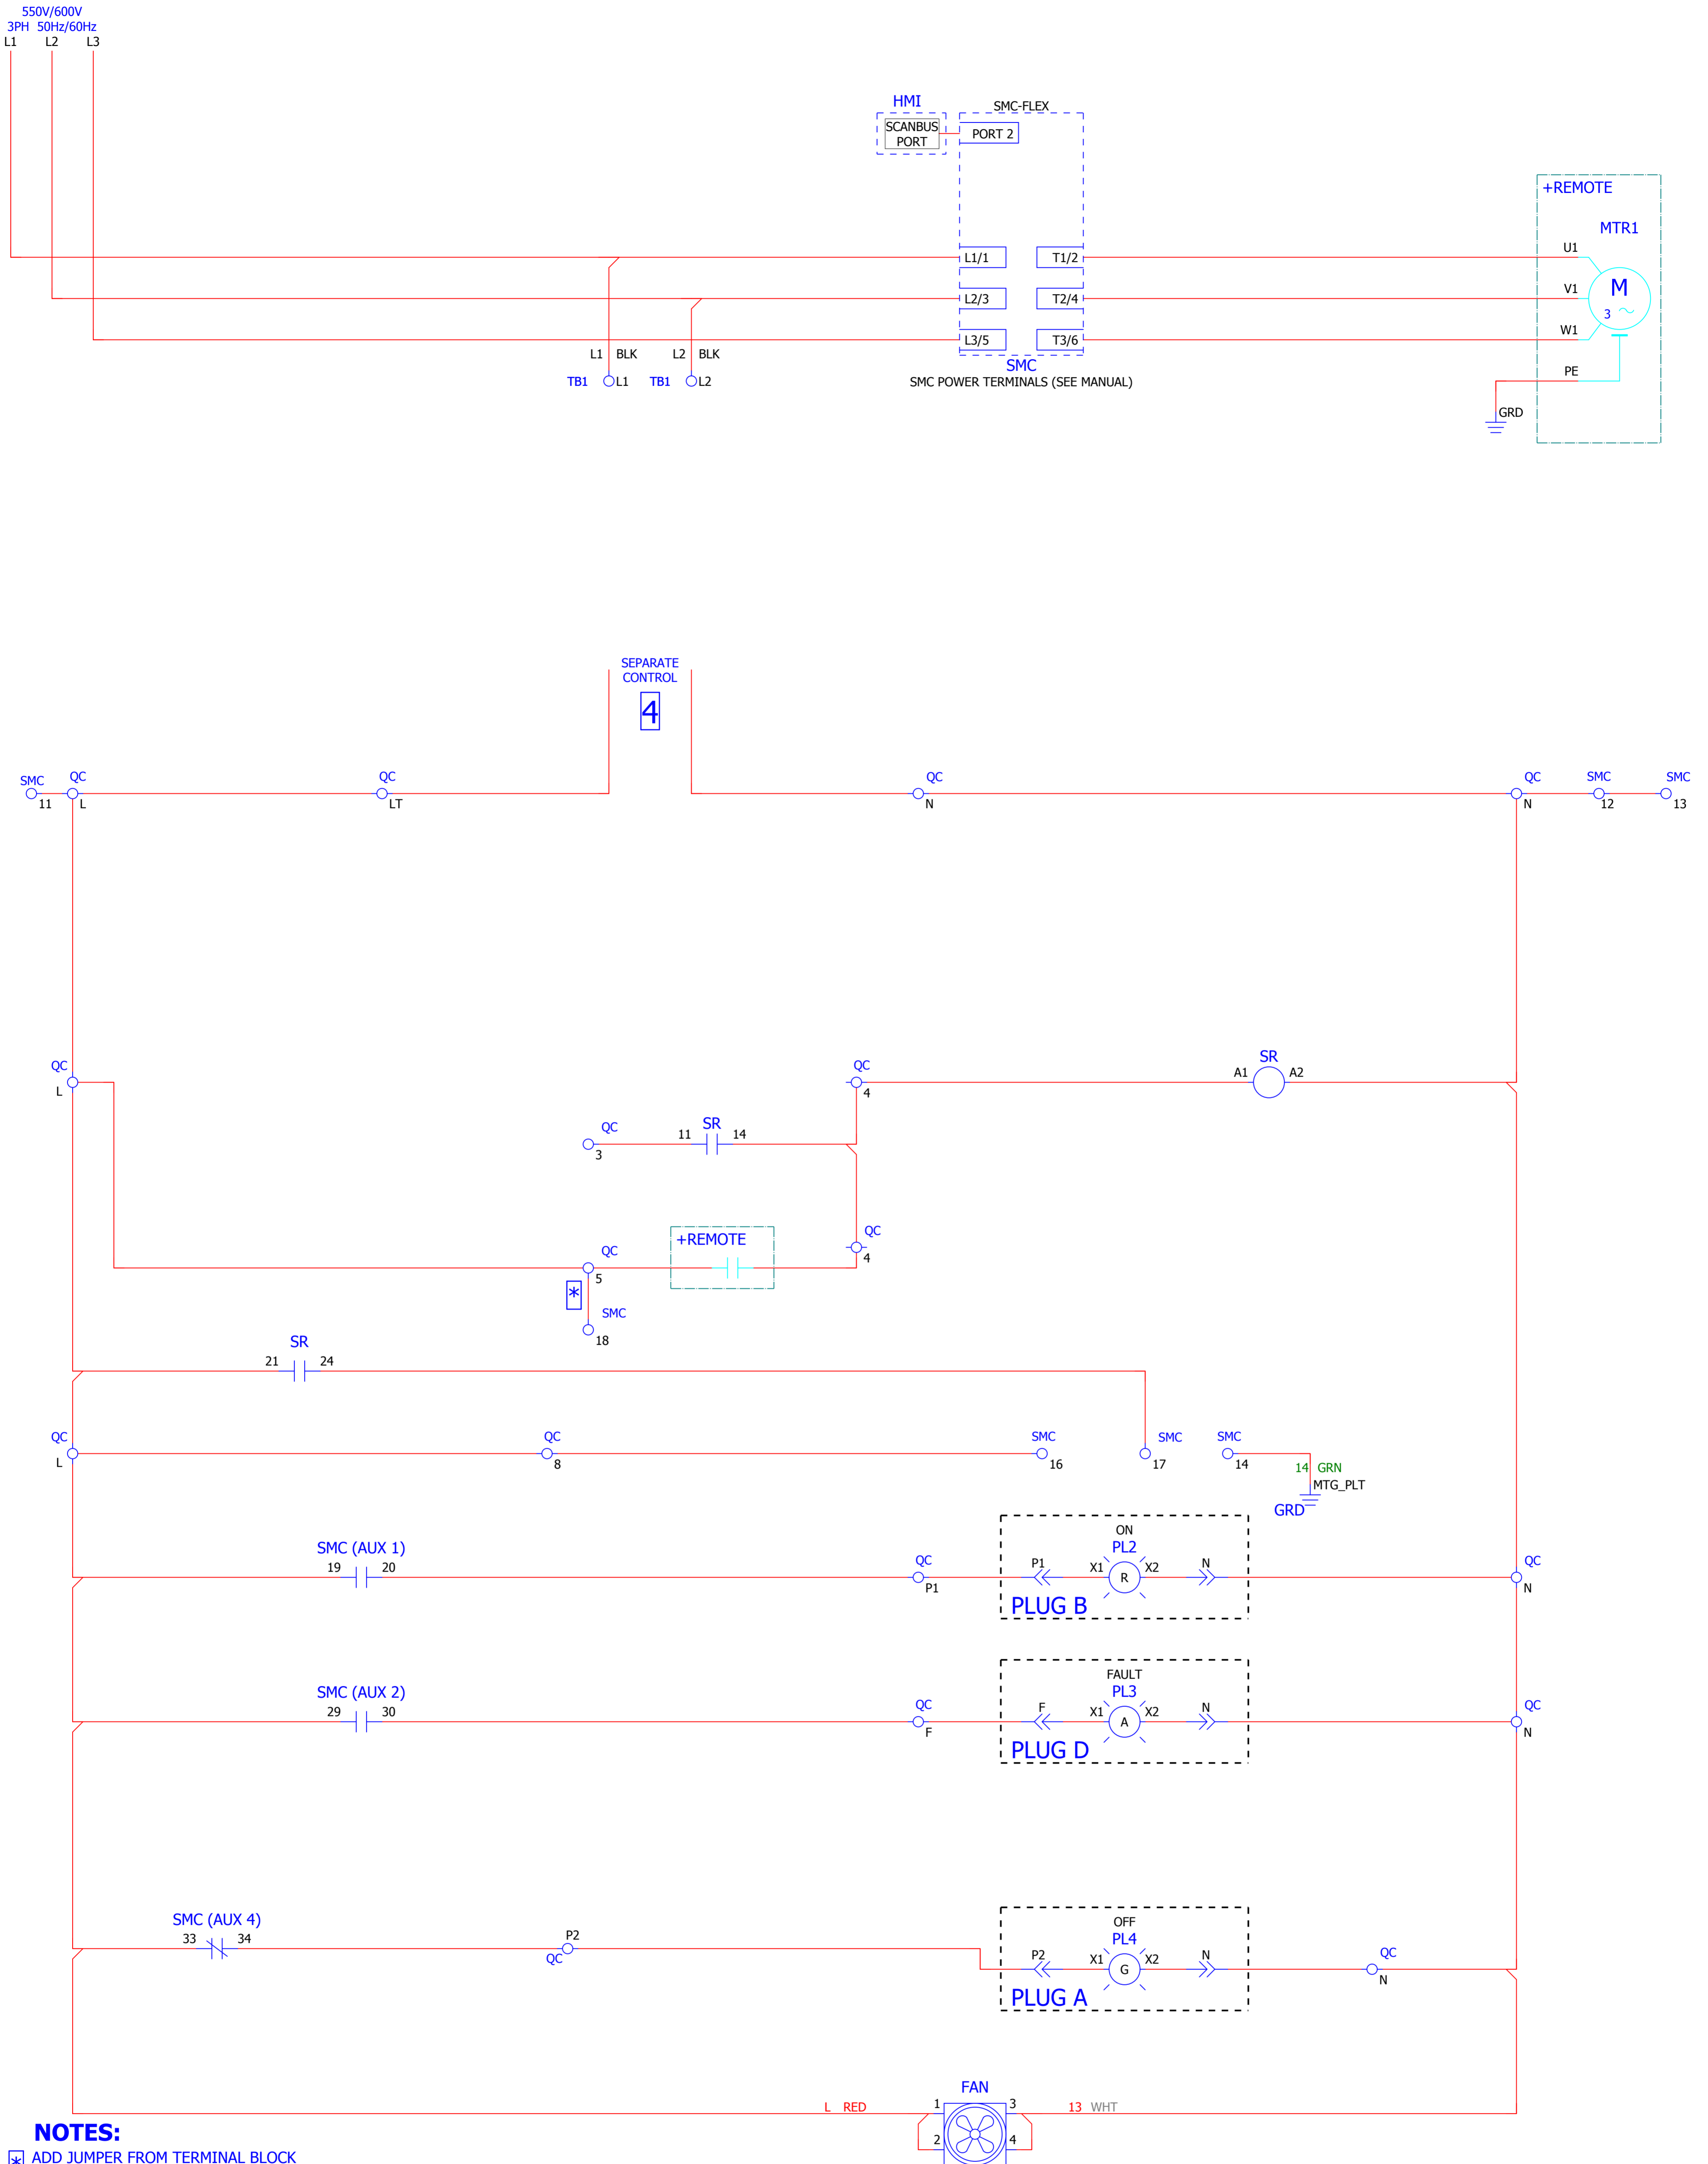 550V/600V
3PH 50Hz/60Hz
L1 L2 L3
HMI
SMC-FLEX
SCANBUS
PORT
PORT 2
+REMOTE
MTR1
L1/1 T1/2 U1
L2/3 T2/4 V1
M
3
L3/5 T3/6 W1
L1 BLK L2 BLK
SMC
PE
TB1 L1 TB1 L2
SMC POWER TERMINALS (SEE MANUAL)
GRD
SEPARATE
CONTROL
4
SMC QC QC QC QC SMC SMC
11 L LT N N 12 13
QC QC SR
A1 A2
L 4
QC SR
11 14
3
+REMOTE QC
QC 4
5
*
SMC
18
SR
21 24
QC QC SMC SMC SMC
L 8 16 17 14
14 GRN
MTG_PLT
GRD
ON
SMC (AUX 1) PL2
19 20 QC P1 X1 X2 N QC
R
P1 N
PLUG B
FAULT
SMC (AUX 2) PL3
29 30 QC F X1 X2 N QC
A
F N
PLUG D
SMC (AUX 4) OFF
33 34 P2 PL4
QC P2 X1 X2 N QC
G
N
PLUG A
FAN
L RED 1 3 13 WHT
2 4
NOTES:
* ADD JUMPER FROM TERMINAL BLOCK